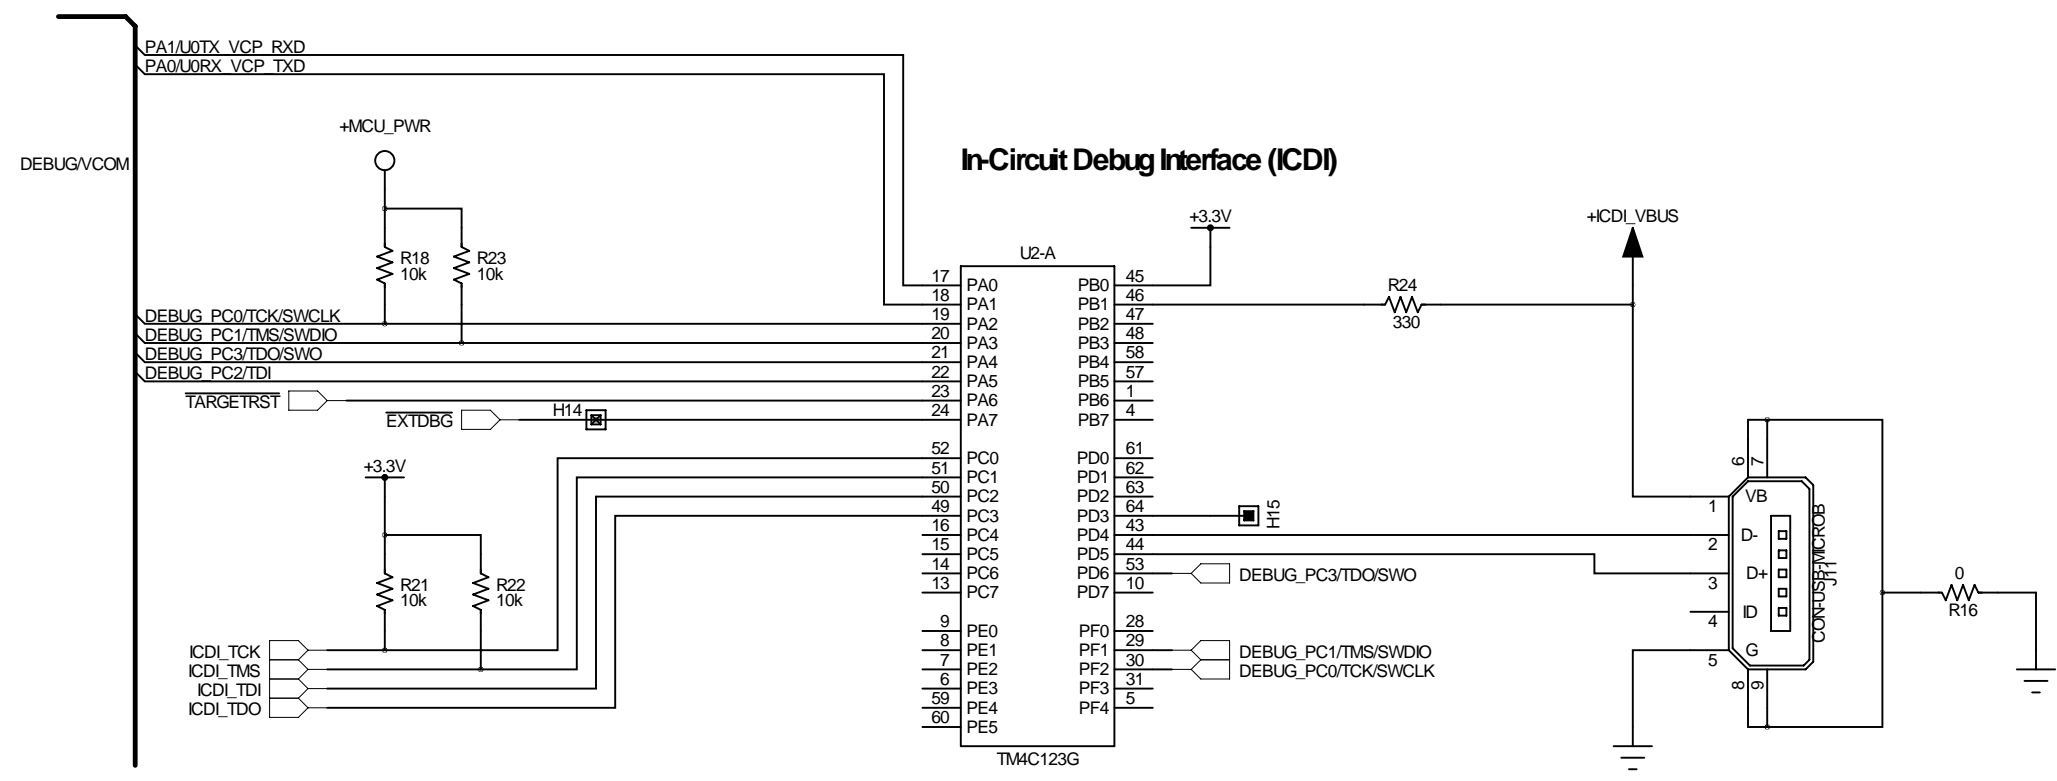 PA1/U0TX_VCP_RXD
PA0/U0RX_VCP_TXD
+MCU_PWR
DEBUG/VCOM
In-Circuit Debug Interface (ICDI)
+3.3V
+ICDI_VBUS
R18
10k
R23
10k
U2-A
R24
330
DEBUG_PC0/TCK/SWCLK
DEBUG_PC1/TMS/SWDIO
DEBUG_PC3/TDO/SWO
DEBUG_PC2/TDI
TARGETRST
EXTDBG
H14
17 PA0 PB0 45
18 PA1 PB1 46
19 PA2 PB2 47
20 PA3 PB3 48
21 PA4 PB4 58
22 PA5 PB5 57
23 PA6 PB6 1
24 PA7 PB7 4
52 PC0 PD0 61
51 PC1 PD1 62
50 PC2 PD2 63
49 PC3 PD3 64
16 PC4 PD4 43
15 PC5 PD5 44
14 PC6 PD6 53
13 PC7 PD7 10
9 PE0 PF0 28
8 PE1 PF1 29
7 PE2 PF2 30
6 PE3 PF3 31
59 PE4 PF4 5
60 PE5
TM4C123G
+3.3V
R21
10k
R22
10k
ICDI_TCK
ICDI_TMS
ICDI_TDI
ICDI_TDO
H15
DEBUG_PC3/TDO/SWO
DEBUG_PC1/TMS/SWDIO
DEBUG_PC0/TCK/SWCLK
6
7
1 VB
2 D-
3 D+
4 ID
5 G
8
9
CON-USB-MICROB
J11
0
R16